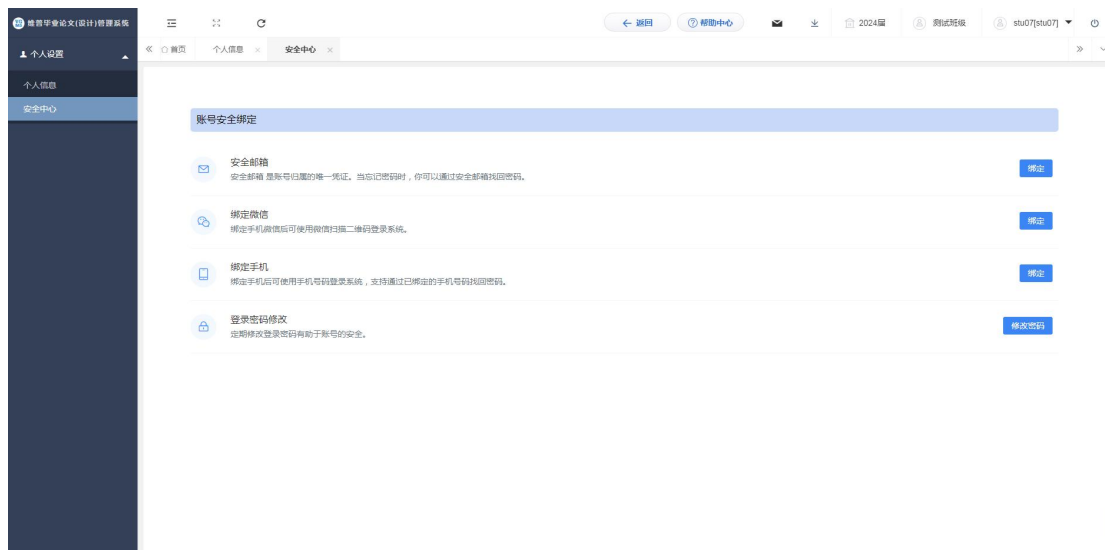 维普毕业论文(设计)管理系统
返回
帮助中心
2024届
测试班级
stu07[stu07]
个人设置
首页
个人信息
安全中心
个人信息
安全中心
账号安全绑定
安全邮箱
安全邮箱 是账号归属的唯一凭证。当忘记密码时，你可以通过安全邮箱找回密码。
绑定
绑定微信
绑定手机微信后可使用微信扫描二维码登录系统。
绑定
绑定手机
绑定手机后可使用手机号码登录系统，支持通过已绑定的手机号码找回密码。
绑定
登录密码修改
定期修改登录密码有助于账号的安全。
修改密码